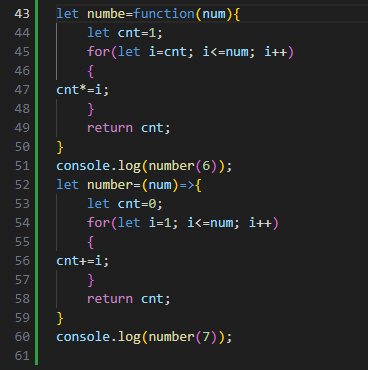 43 let numbe=function(num){
44 let cnt=1;
45 for(let i=cnt; i<=num; i++)
46 {
47 cnt*=i;
48 }
49 return cnt;
50 }
51 console.log(number(6));
52 let number=(num)=>{
53 let cnt=0;
54 for(let i=1; i<=num; i++)
55 {
56 cnt+=i;
57 }
58 return cnt;
59 }
60 console.log(number(7));
61